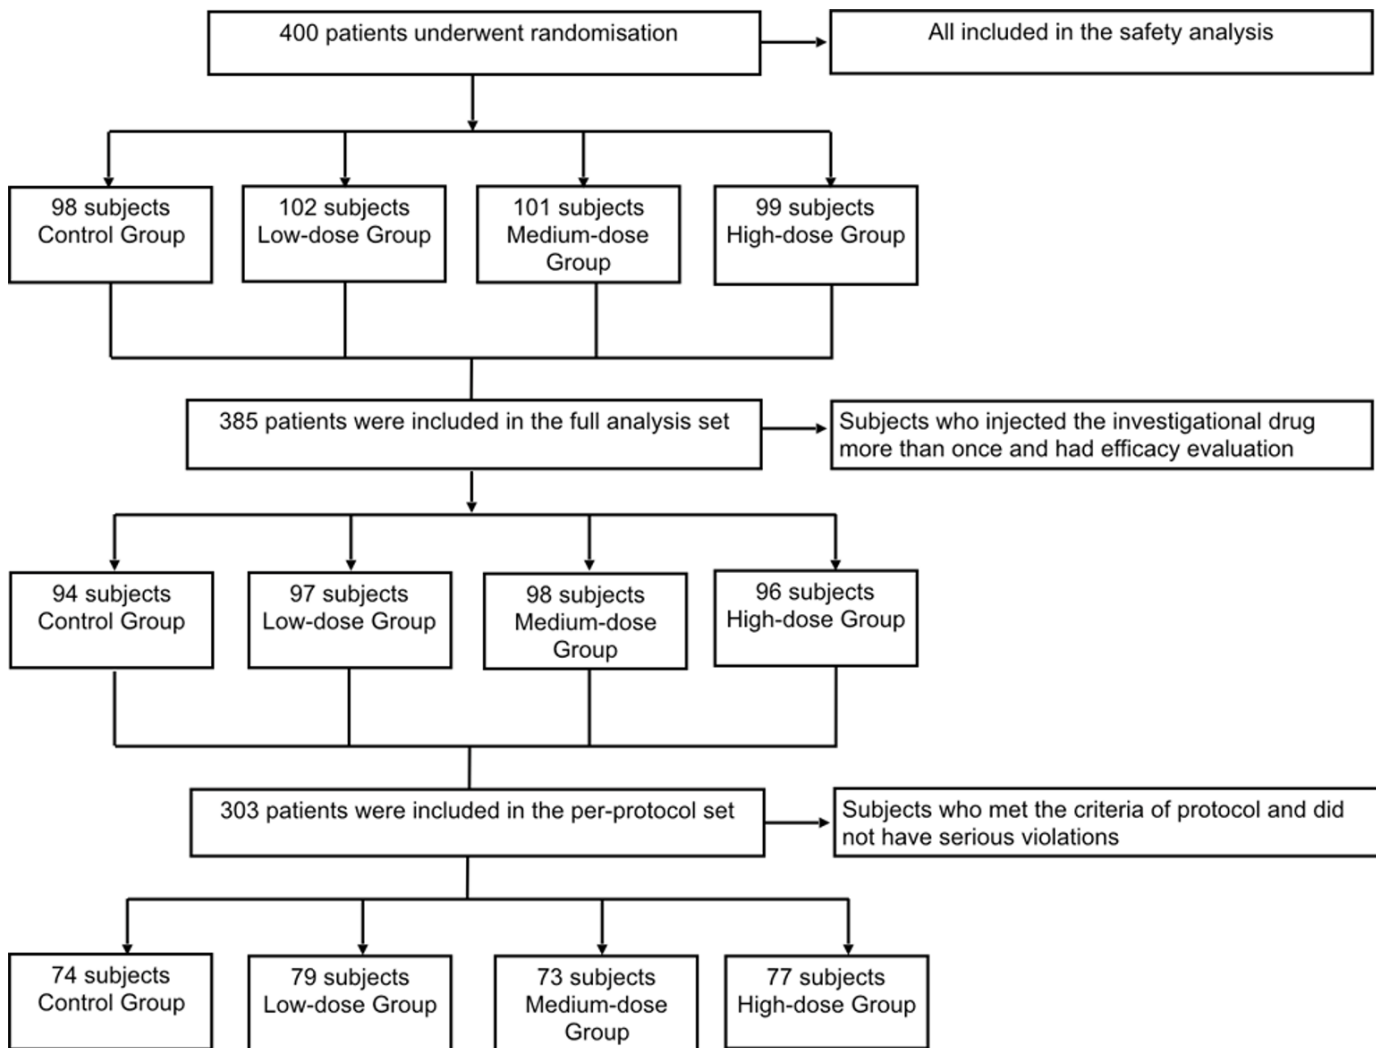 400 patients underwent randomisation
All included in the safety analysis
98 subjects
Control Group
102 subjects
Low-dose Group
101 subjects
Medium-dose
Group
99 subjects
High-dose Group
385 patients were included in the full analysis set
Subjects who injected the investigational drug
more than once and had efficacy evaluation
94 subjects
Control Group
97 subjects
Low-dose Group
98 subjects
Medium-dose
Group
96 subjects
High-dose Group
303 patients were included in the per-protocol set
Subjects who met the criteria of protocol and did
not have serious violations
74 subjects
Control Group
79 subjects
Low-dose Group
73 subjects
Medium-dose
Group
77 subjects
High-dose Group